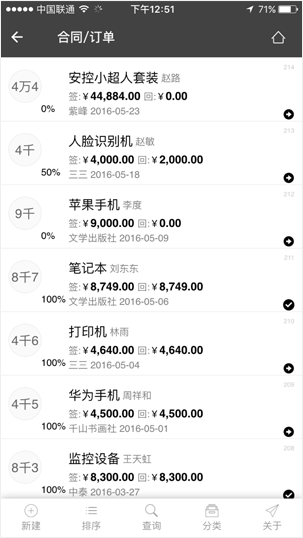 中国联通 下午12:51 71%
合同/订单
214
4万4 0% 安控小超人套装 赵路
签:￥44,884.00 回:￥0.00
紫峰 2016-05-23
213
4千 50% 人脸识别机 赵敏
签:￥4,000.00 回:￥2,000.00
三三 2016-05-18
212
9千 0% 苹果手机 李度
签:￥9,000.00 回:￥0.00
文学出版社 2016-05-09
211
8千7 100% 笔记本 刘东东
签:￥8,749.00 回:￥8,749.00
文学出版社 2016-05-06
210
4千6 100% 打印机 林雨
签:￥4,640.00 回:￥4,640.00
三三 2016-05-04
209
4千5 100% 华为手机 周祥和
签:￥4,500.00 回:￥4,500.00
千山书画社 2016-05-01
208
8千3 100% 监控设备 王天虹
签:￥8,300.00 回:￥8,300.00
中泰 2016-03-27
新建 排序 查询 分类 关于